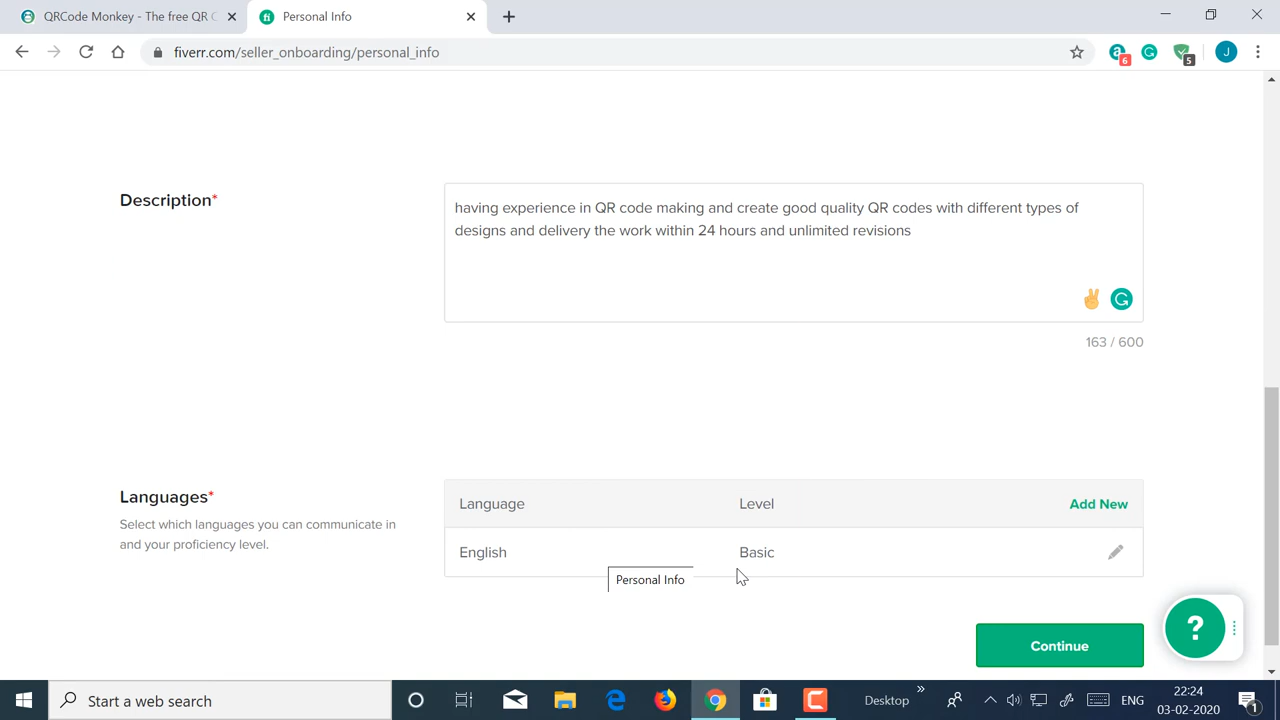 QRCode Monkey - The free QR C
Personal Info
fiverr.com/seller_onboarding/personal_info
6
5
J
Description*
having experience in QR code making and create good quality QR codes with different types of
designs and delivery the work within 24 hours and unlimited revisions
163 / 600
Languages*
Select which languages you can communicate in
and your proficiency level.
Language Level Add New
English Basic
Personal Info
Continue
?
Start a web search
Desktop
ENG
22:24
03-02-2020
1